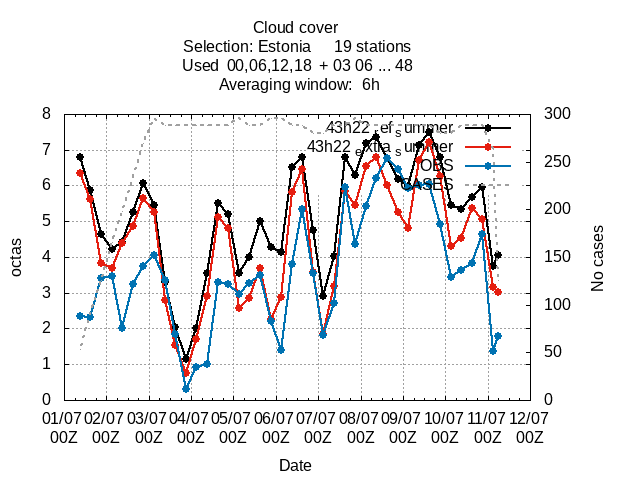 Cloud cover
Selection: Estonia 19 stations
Used 00,06,12,18 + 03 06 ... 48
Averaging window: 6h
octas
8
7
6
5
4
3
2
1
0
300
250
200
150
100
50
0
No cases
43h22_ref_summer
43h22_extra_summer
OBS
CASES
01/07 02/07 03/07 04/07 05/07 06/07 07/07 08/07 09/07 10/07 11/07 12/07
00Z 00Z 00Z 00Z 00Z 00Z 00Z 00Z 00Z 00Z 00Z 00Z
Date